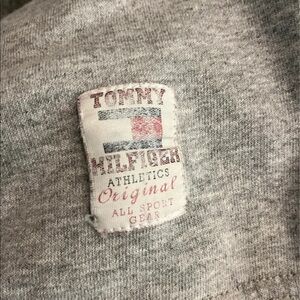 TOMMY
HILFIGER
ATHLETICS
Original
ALL SPORT
GEAR